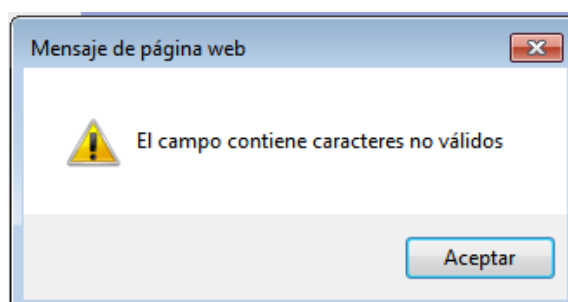 Mensaje de página web
El campo contiene caracteres no válidos
Aceptar